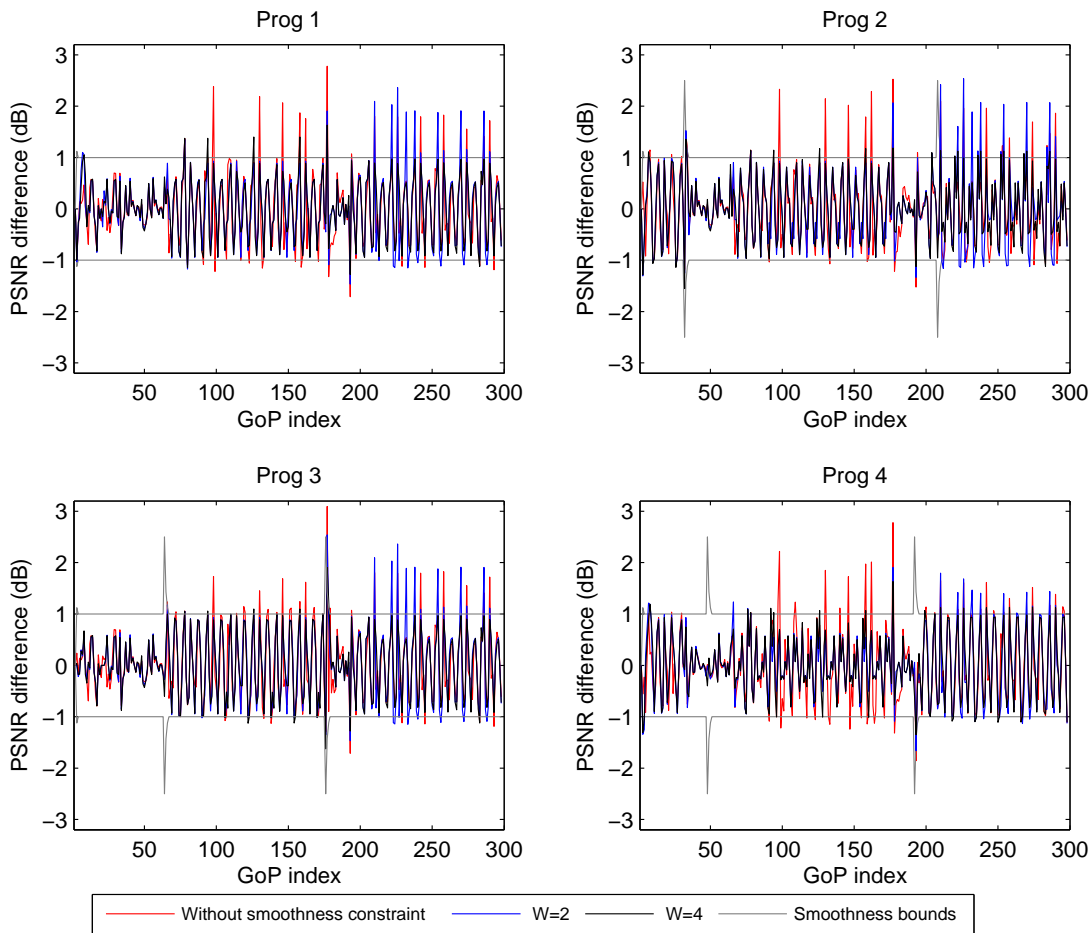 Prog 1
3
2
1
0
−1
−2
−3
PSNR difference (dB)
50 100 150 200 250 300
GoP index
Prog 2
3
2
1
0
−1
−2
−3
PSNR difference (dB)
50 100 150 200 250 300
GoP index
Prog 3
3
2
1
0
−1
−2
−3
PSNR difference (dB)
50 100 150 200 250 300
GoP index
Prog 4
3
2
1
0
−1
−2
−3
PSNR difference (dB)
50 100 150 200 250 300
GoP index
Without smoothness constraint W=2 W=4 Smoothness bounds